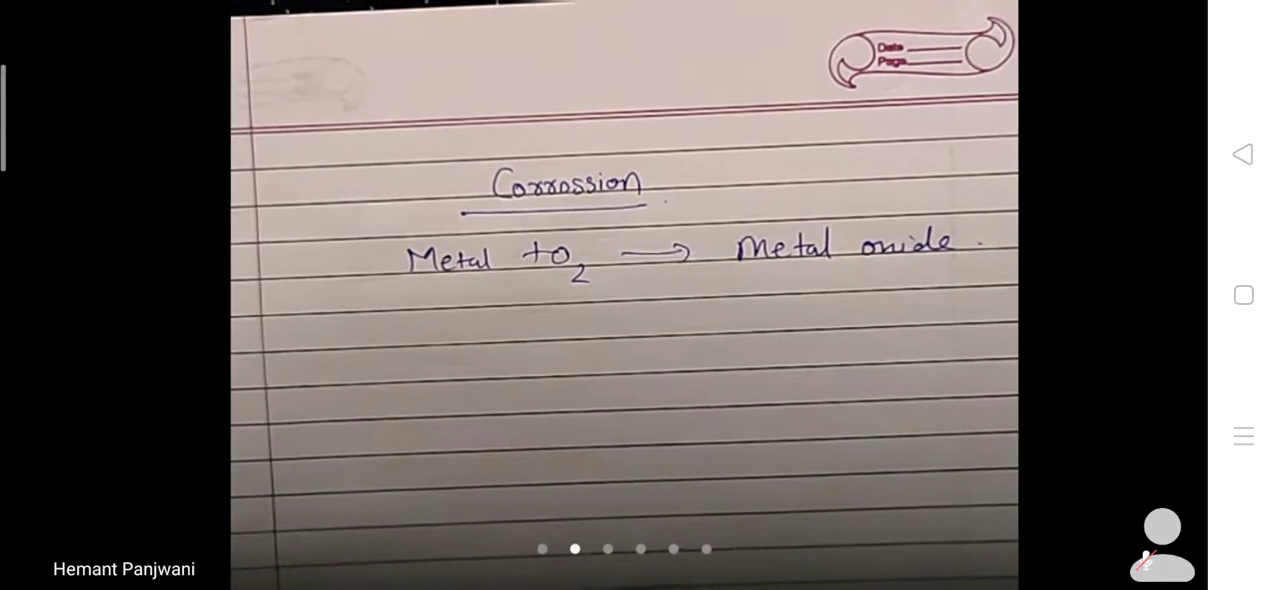 Date
Page
Corrossion
Metal + O2 → Metal oxide.
Hemant Panjwani